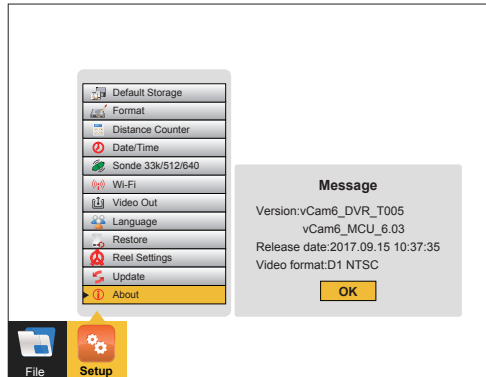 Default Storage
Format
Distance Counter
Date/Time
Sonde 33k/512/640
Wi-Fi
Video Out
Language
Restore
Reel Settings
Update
About
Message
Version:vCam6_DVR_T005
vCam6_MCU_6.03
Release date:2017.09.15 10:37:35
Video format:D1 NTSC
OK
File
Setup